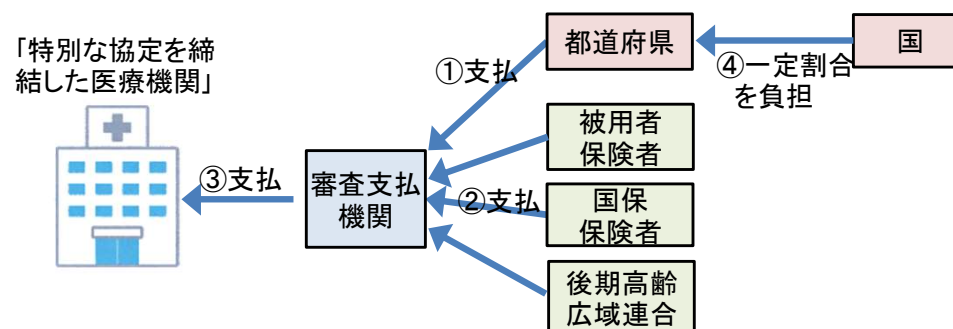 「特別な協定を締
結した医療機関」
都道府県
国
①支払
④一定割合
を負担
被用者
保険者
③支払
審査支払
機関
②支払
国保
保険者
後期高齢
広域連合